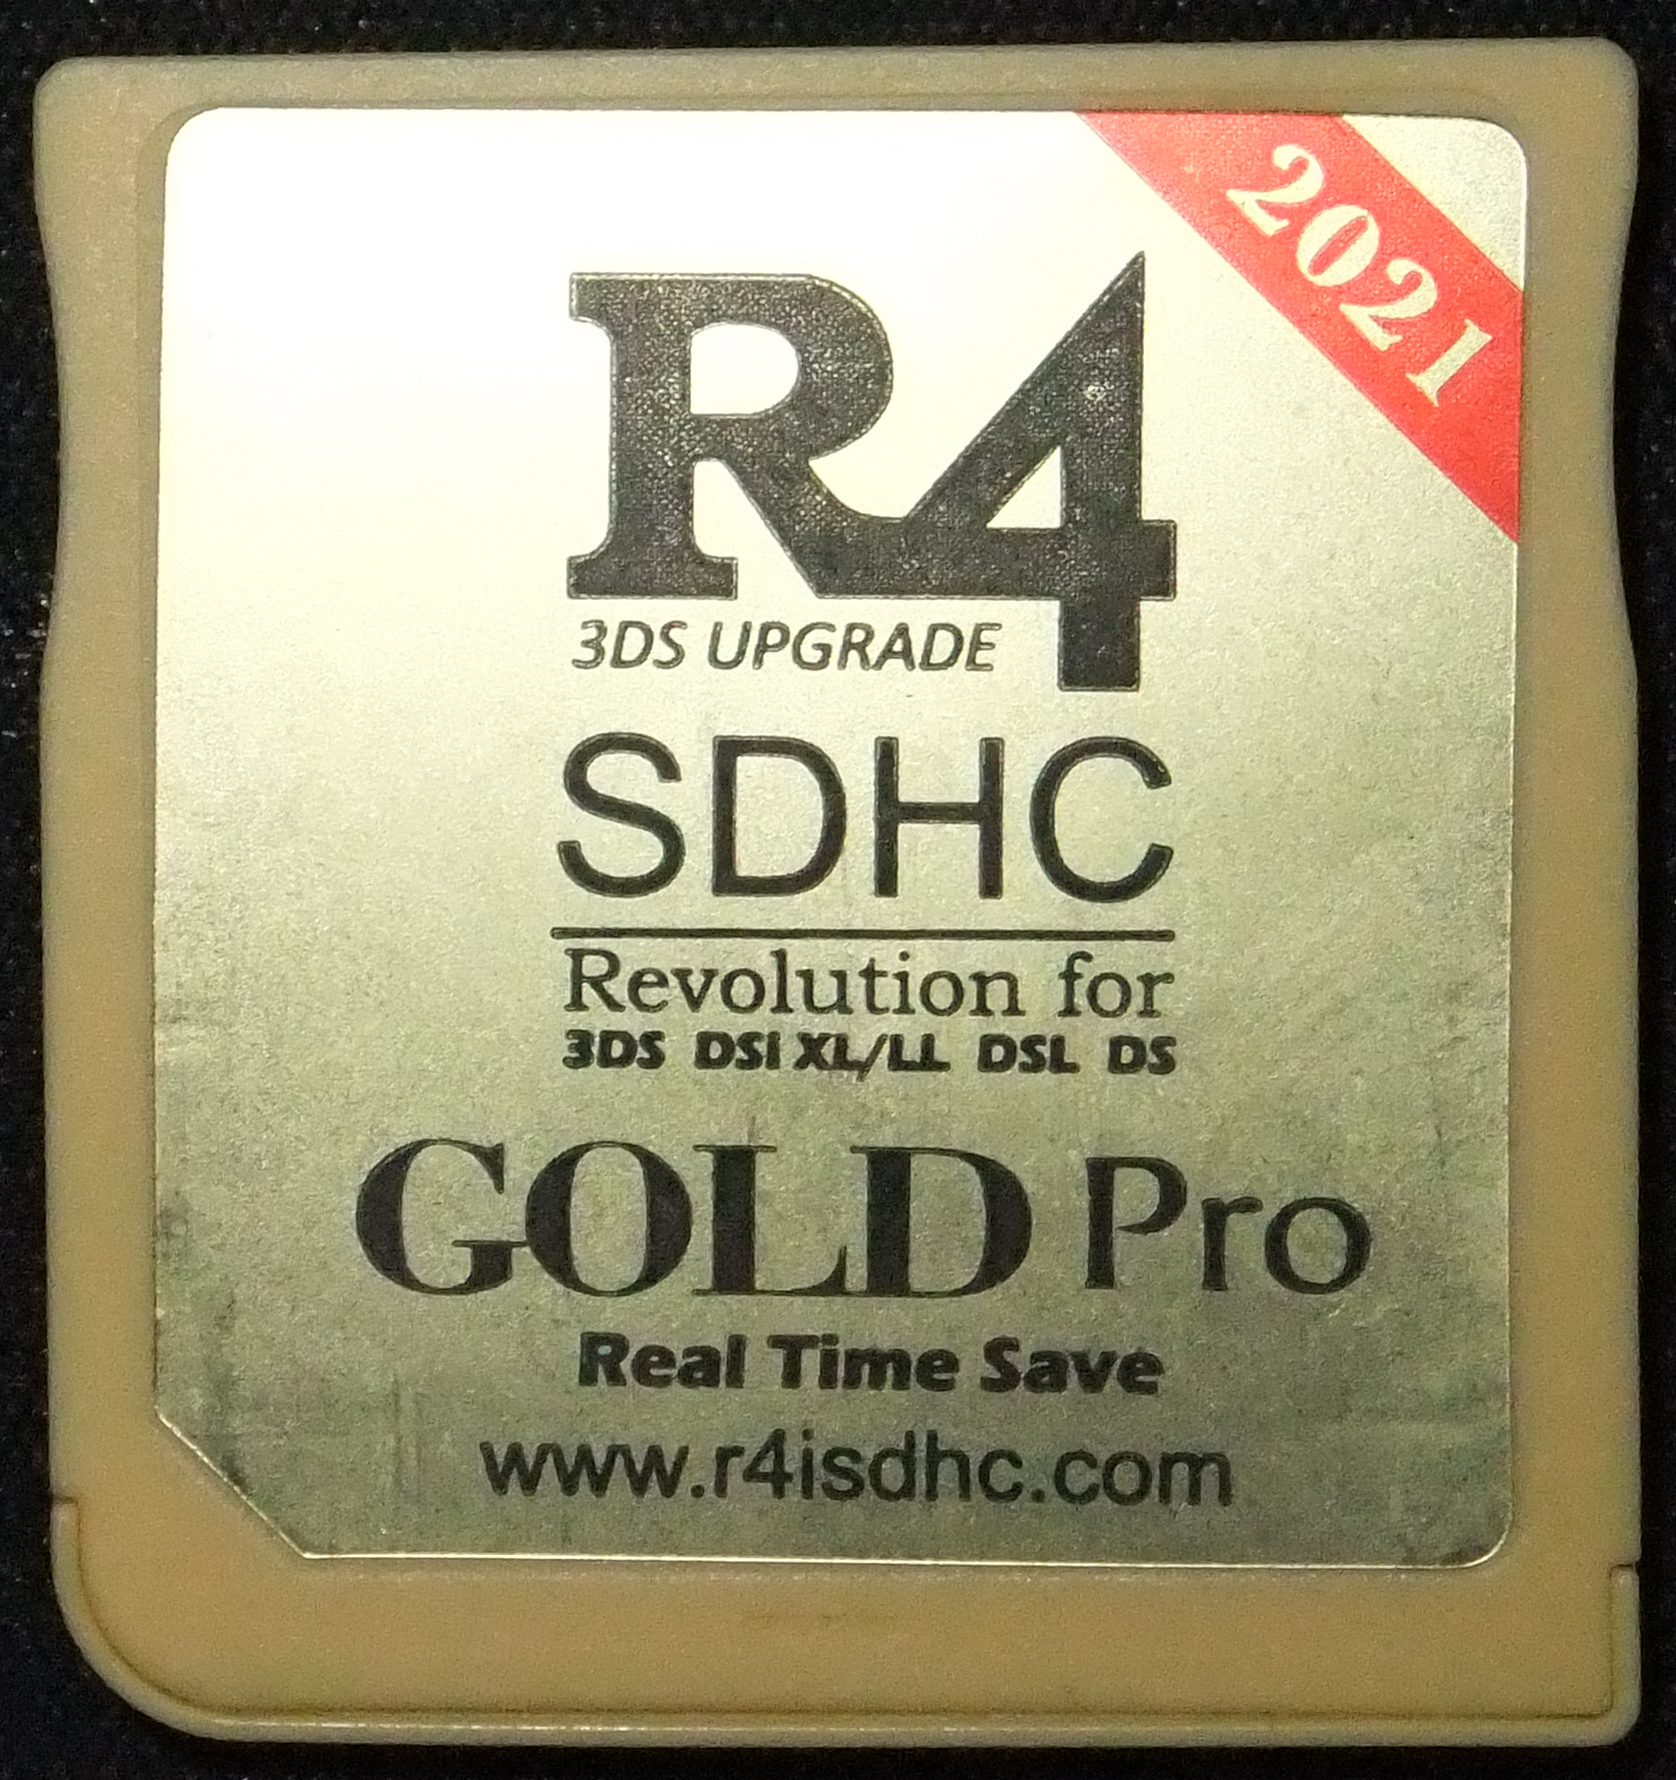 2021
R4
3DS UPGRADE
SDHC
Revolution for
3DS DSi XL/LL DSL DS
GOLD Pro
Real Time Save
www.r4isdhc.com